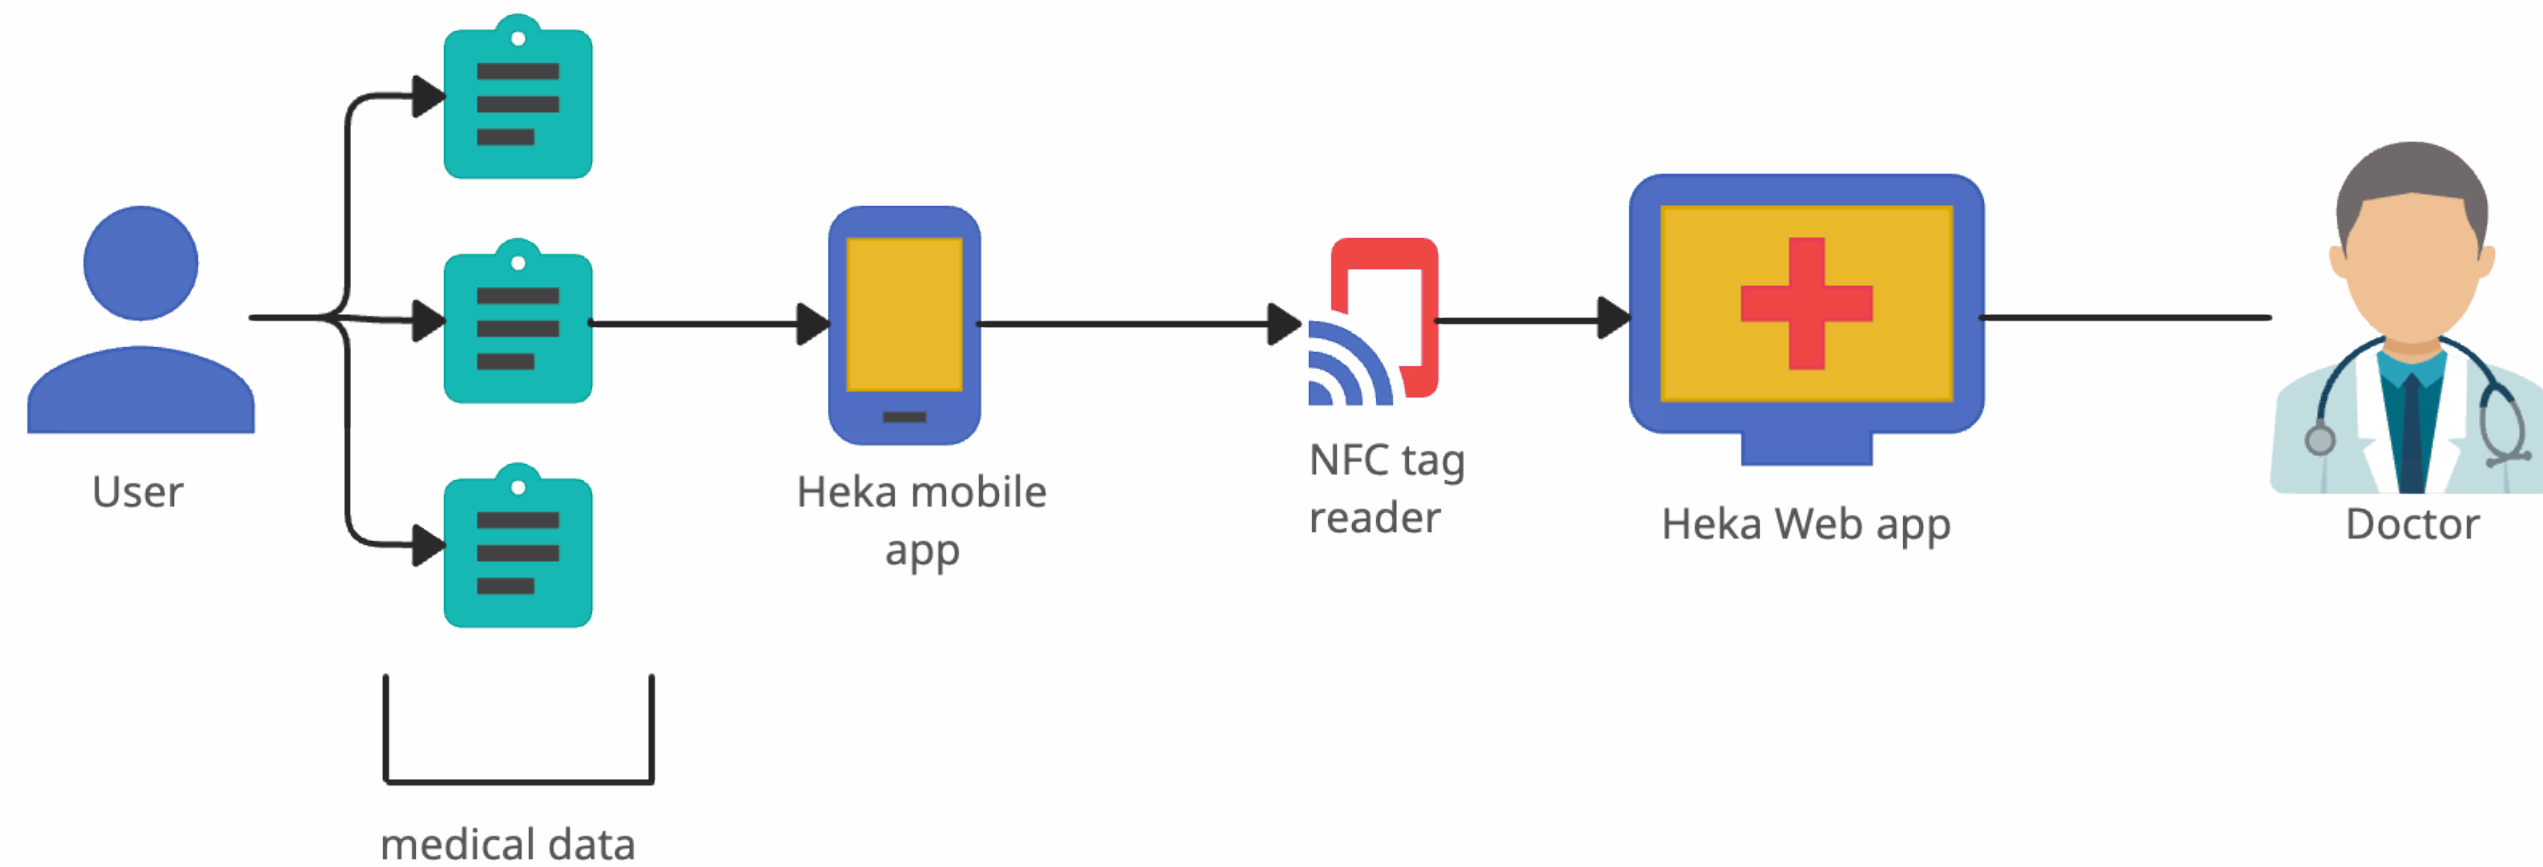 User
medical data
Heka mobile
app
NFC tag
reader
Heka Web app
Doctor